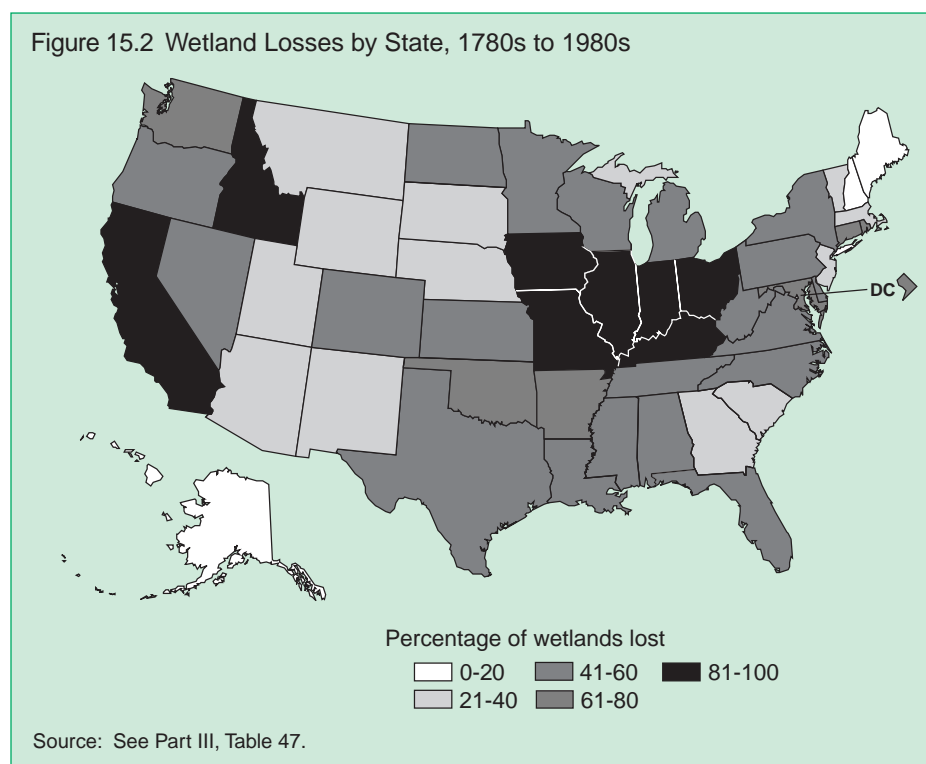 Figure 15.2 Wetland Losses by State, 1780s to 1980s
DC
Percentage of wetlands lost
0-20 41-60 81-100
21-40 61-80
Source: See Part III, Table 47.